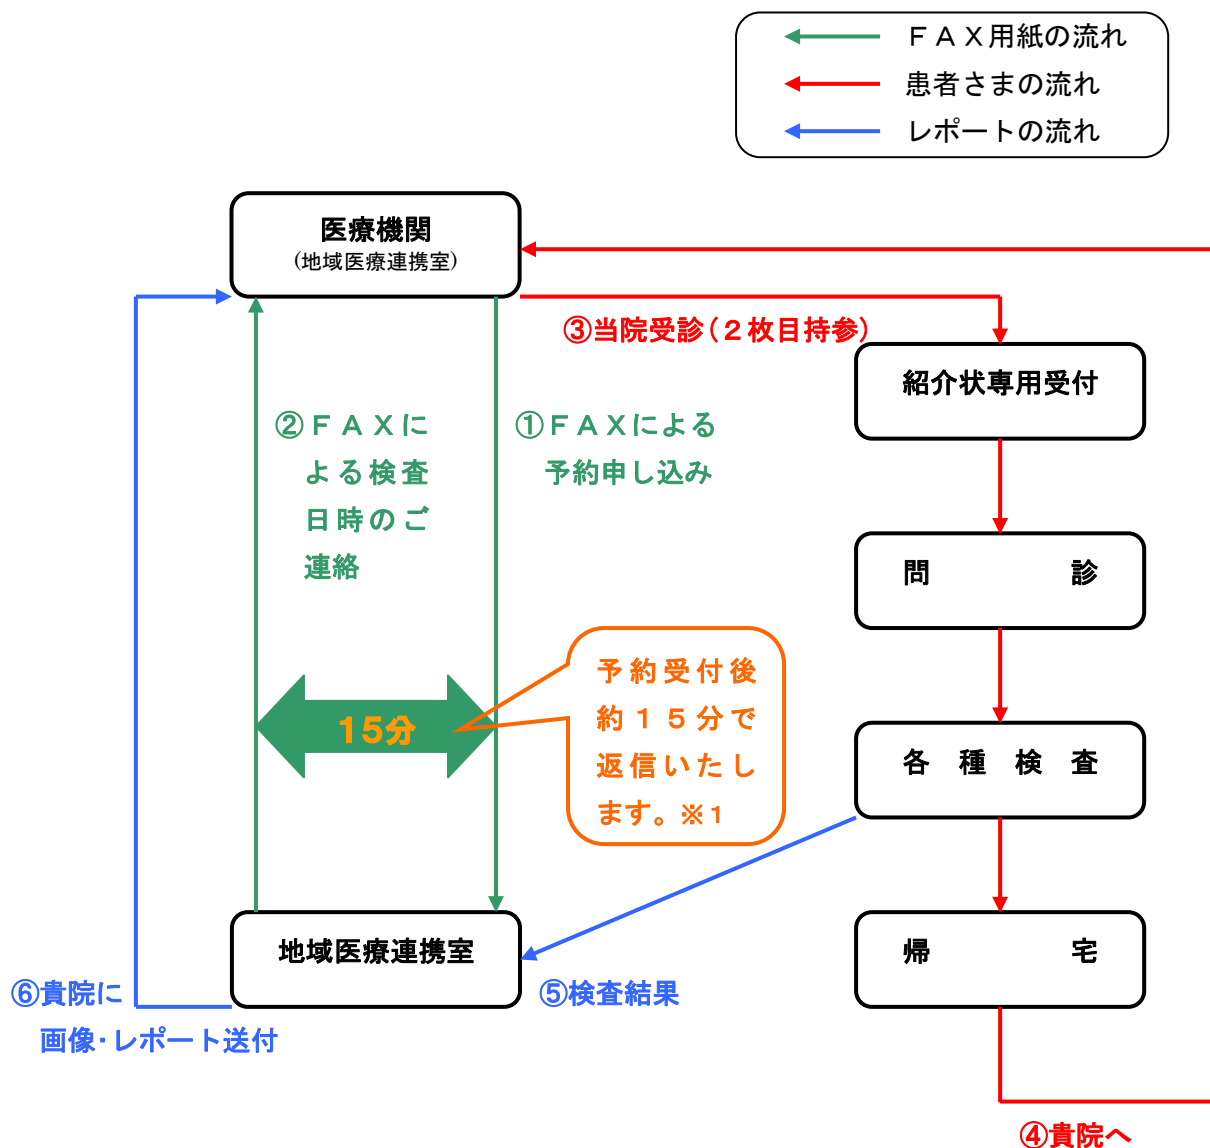 ＦＡＸ用紙の流れ
患者さまの流れ
レポートの流れ
医療機関
(地域医療連携室)
③当院受診(２枚目持参)
紹介状専用受付
②ＦＡＸに
よる検査
日時のご
連絡
①ＦＡＸによる
予約申し込み
問　診
予約受付後
約１５分で
返信いたし
ます。※１
15分
各種検査
地域医療連携室
帰　宅
⑥貴院に
画像・レポート送付
⑤検査結果
④貴院へ